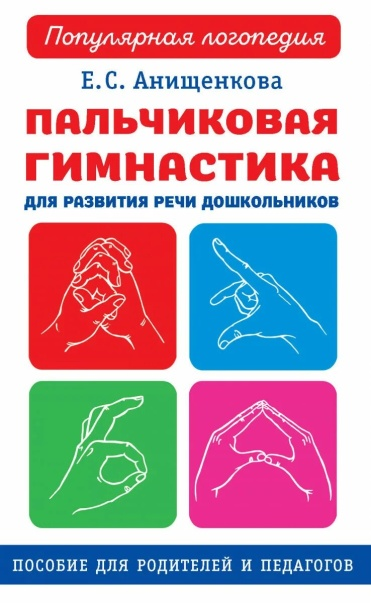 Популярная логопедия
Е.С. Анищенкова
ПАЛЬЧИКОВАЯ
ГИМНАСТИКА
ДЛЯ РАЗВИТИЯ РЕЧИ ДОШКОЛЬНИКОВ
ПОСОБИЕ ДЛЯ РОДИТЕЛЕЙ И ПЕДАГОГОВ